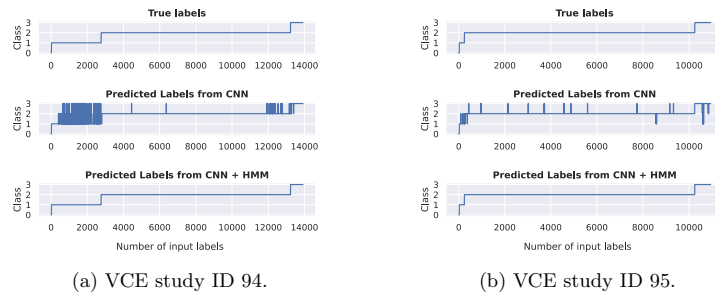 True labels
Class
3
2
1
0
0 2000 4000 6000 8000 10000 12000 14000
Predicted Labels from CNN
Class
3
2
1
0
0 2000 4000 6000 8000 10000 12000 14000
Predicted Labels from CNN + HMM
Class
3
2
1
0
0 2000 4000 6000 8000 10000 12000 14000
Number of input labels
(a) VCE study ID 94.
True labels
Class
3
2
1
0
0 2000 4000 6000 8000 10000
Predicted Labels from CNN
Class
3
2
1
0
0 2000 4000 6000 8000 10000
Predicted Labels from CNN + HMM
Class
3
2
1
0
0 2000 4000 6000 8000 10000
Number of input labels
(b) VCE study ID 95.